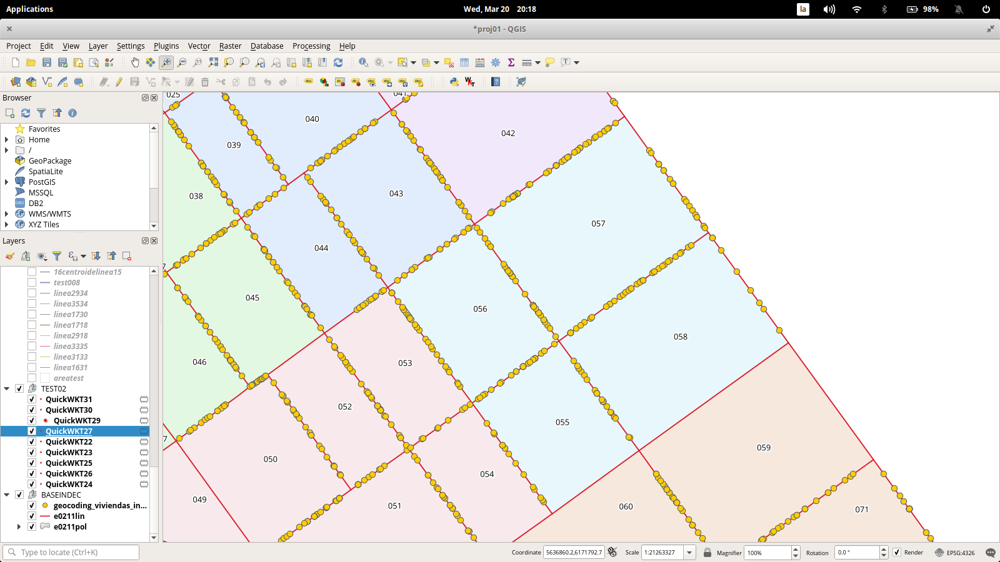 Applications
Wed, Mar 20 20:18
la
98%
*proj01 - QGIS
Project Edit View Layer Settings Plugins Vector Raster Database Processing Help
Browser
Favorites
Home
/
GeoPackage
SpatiaLite
PostGIS
MSSQL
DB2
WMS/WMTS
XYZ Tiles
Layers
16centroidelinea15
test008
linea2934
linea3534
linea1730
linea1718
linea2918
linea3335
linea3133
linea1631
areatest
TEST02
QuickWKT31
QuickWKT30
QuickWKT29
QuickWKT27
QuickWKT22
QuickWKT23
QuickWKT25
QuickWKT26
QuickWKT24
BASEINDEC
geocoding_viviendas_in...
e0211lin
e0211pol
025
041
040
042
039
038
043
057
044
7
045
056
058
046
053
052
055
7
050
059
054
049
051
060
071
Type to locate (Ctrl+K)
Coordinate 5636860.2,6171792.7 Scale 1:21263327 Magnifier 100% Rotation 0.0 ° Render EPSG:4326